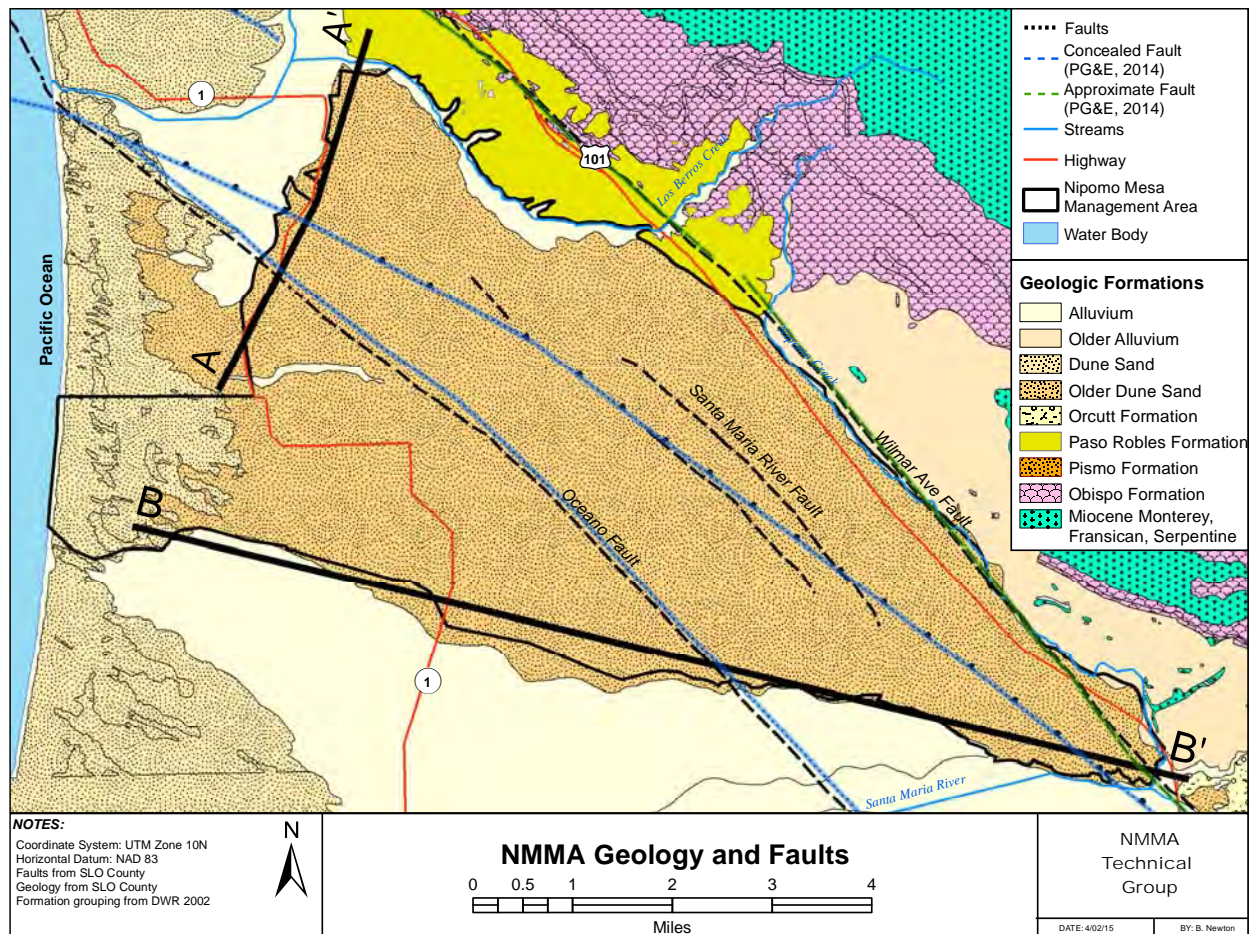 A'
1
101
Los Berros Creek
Pacific Ocean
A
Santa Maria River Fault
Wilmar Ave Fault
B
Oceano Fault
1
B'
Santa Maria River
Faults
Concealed Fault
(PG&E, 2014)
Approximate Fault
(PG&E, 2014)
Streams
Highway
Nipomo Mesa
Management Area
Water Body
Geologic Formations
Alluvium
Older Alluvium
Dune Sand
Older Dune Sand
Orcutt Formation
Paso Robles Formation
Pismo Formation
Obispo Formation
Miocene Monterey,
Fransican, Serpentine
NOTES:
Coordinate System: UTM Zone 10N
Horizontal Datum: NAD 83
Faults from SLO County
Geology from SLO County
Formation grouping from DWR 2002
N
NMMA Geology and Faults
0 0.5 1 2 3 4
Miles
NMMA
Technical
Group
DATE: 4/02/15
BY: B. Newton